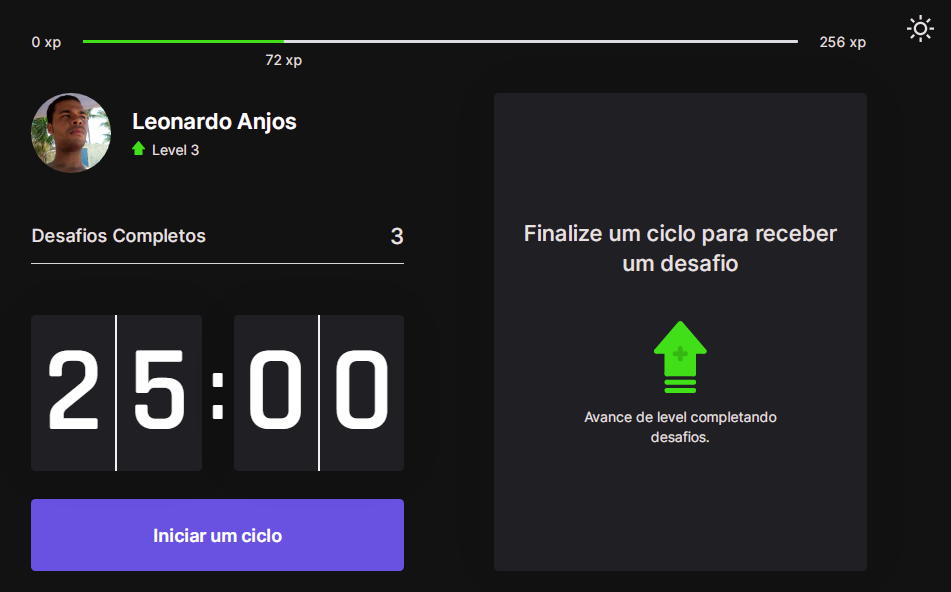 0 xp
256 xp
72 xp
Leonardo Anjos
Level 3
Desafios Completos 3
25:00
Iniciar um ciclo
Finalize um ciclo para receber
um desafio
Avance de level completando
desafios.